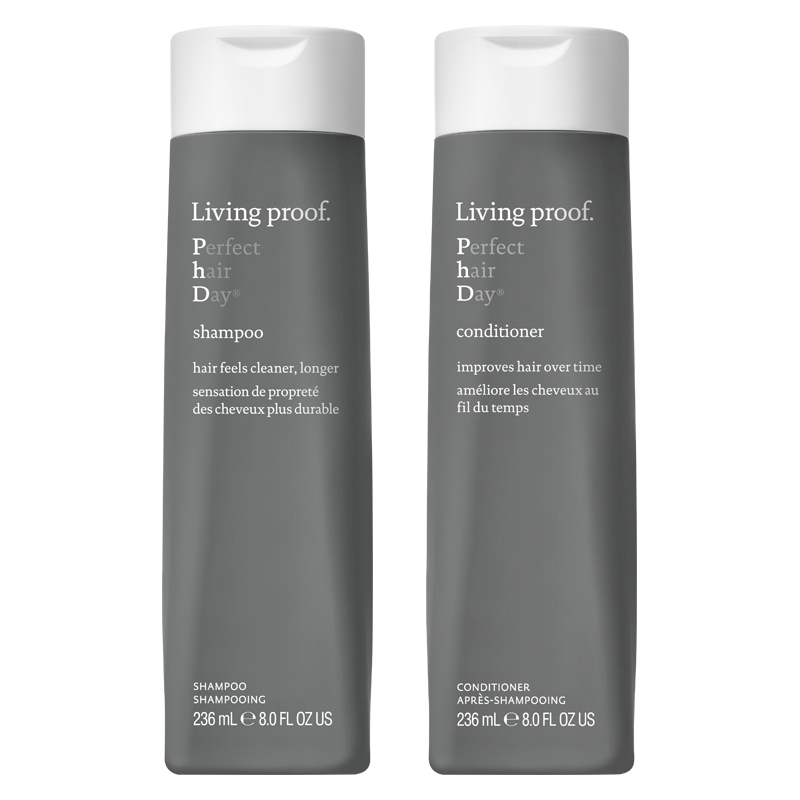 Living proof.
Perfect
hair
Day®
shampoo
hair feels cleaner, longer
sensation de propreté
des cheveux plus durable
SHAMPOO
SHAMPOOING
236 mL ℮ 8.0 FL OZ US
Living proof.
Perfect
hair
Day®
conditioner
improves hair over time
améliore les cheveux au
fil du temps
CONDITIONER
APRÈS-SHAMPOOING
236 mL ℮ 8.0 FL OZ US